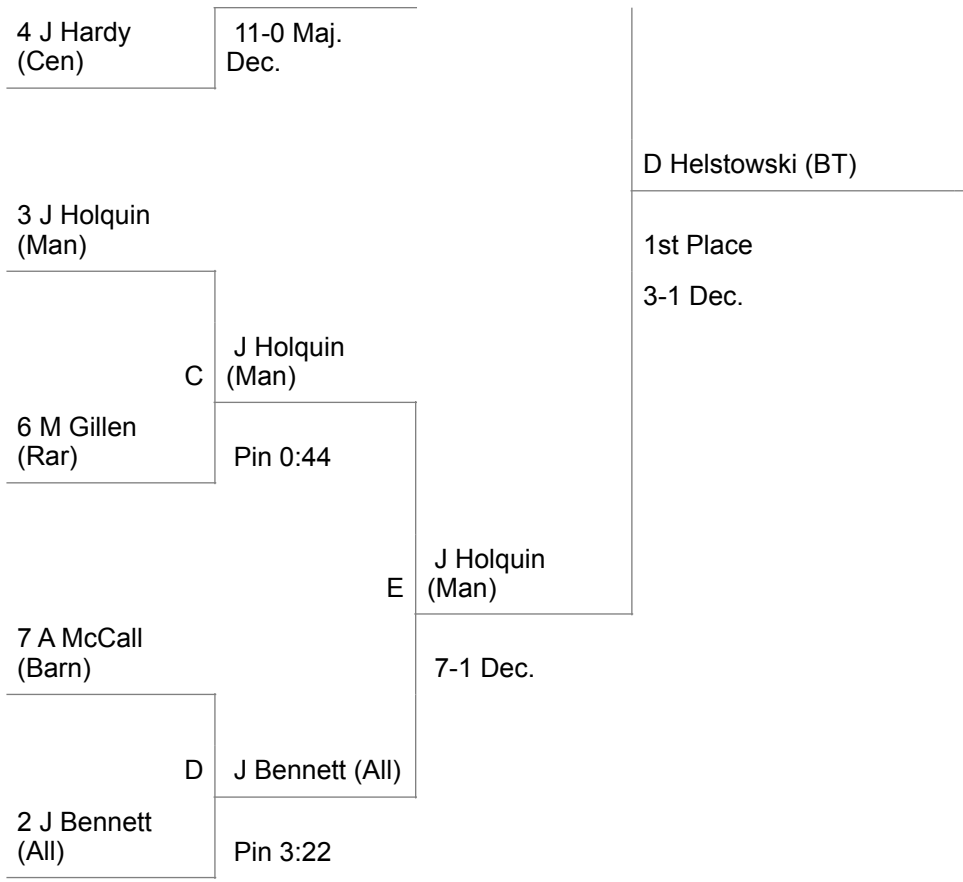 4 J Hardy
(Cen)
11-0 Maj.
Dec.
D Helstowski (BT)
3 J Holquin
(Man)
1st Place
3-1 Dec.
J Holquin
C (Man)
6 M Gillen
(Rar)
Pin 0:44
J Holquin
E (Man)
7 A McCall
(Barn)
7-1 Dec.
D J Bennett (All)
2 J Bennett
(All)
Pin 3:22